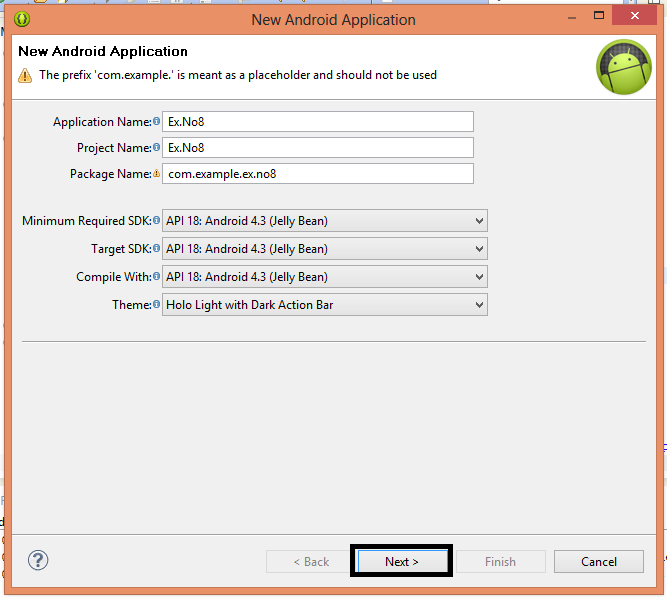 New Android Application
New Android Application
The prefix 'com.example.' is meant as a placeholder and should not be used
Application Name: Ex.No8
Project Name: Ex.No8
Package Name: com.example.ex.no8
Minimum Required SDK: API 18: Android 4.3 (Jelly Bean)
Target SDK: API 18: Android 4.3 (Jelly Bean)
Compile With: API 18: Android 4.3 (Jelly Bean)
Theme: Holo Light with Dark Action Bar
< Back Next > Finish Cancel